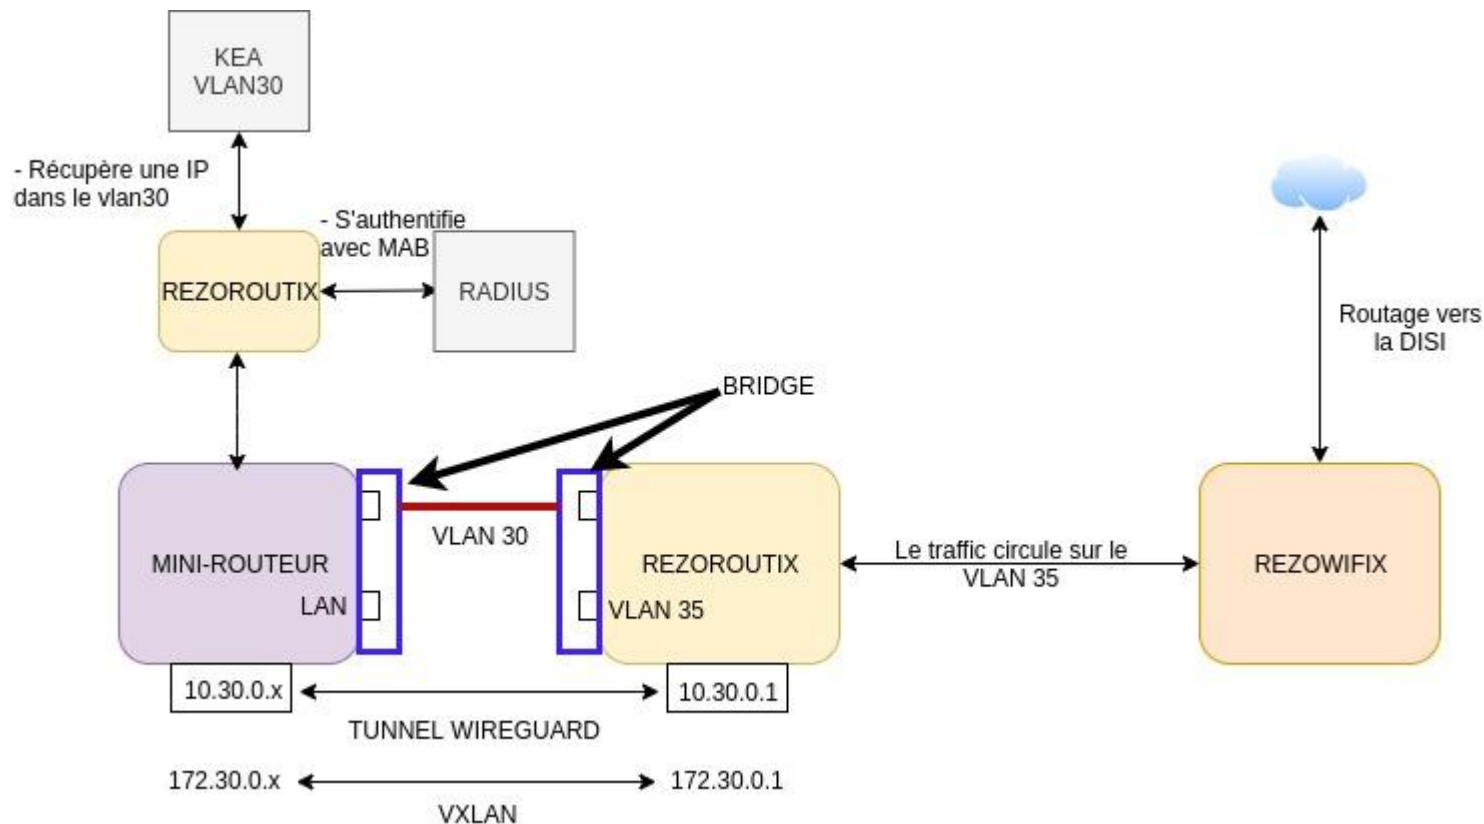 KEA
VLAN30
- Récupère une IP
dans le vlan30
- S'authentifie
avec MAB
REZOROUTIX
RADIUS
Routage vers
la DISI
BRIDGE
VLAN 30
MINI-ROUTEUR
REZOROUTIX
Le traffic circule sur le
VLAN 35
REZOWIFIX
LAN
VLAN 35
10.30.0.x
10.30.0.1
TUNNEL WIREGUARD
172.30.0.x
172.30.0.1
VXLAN